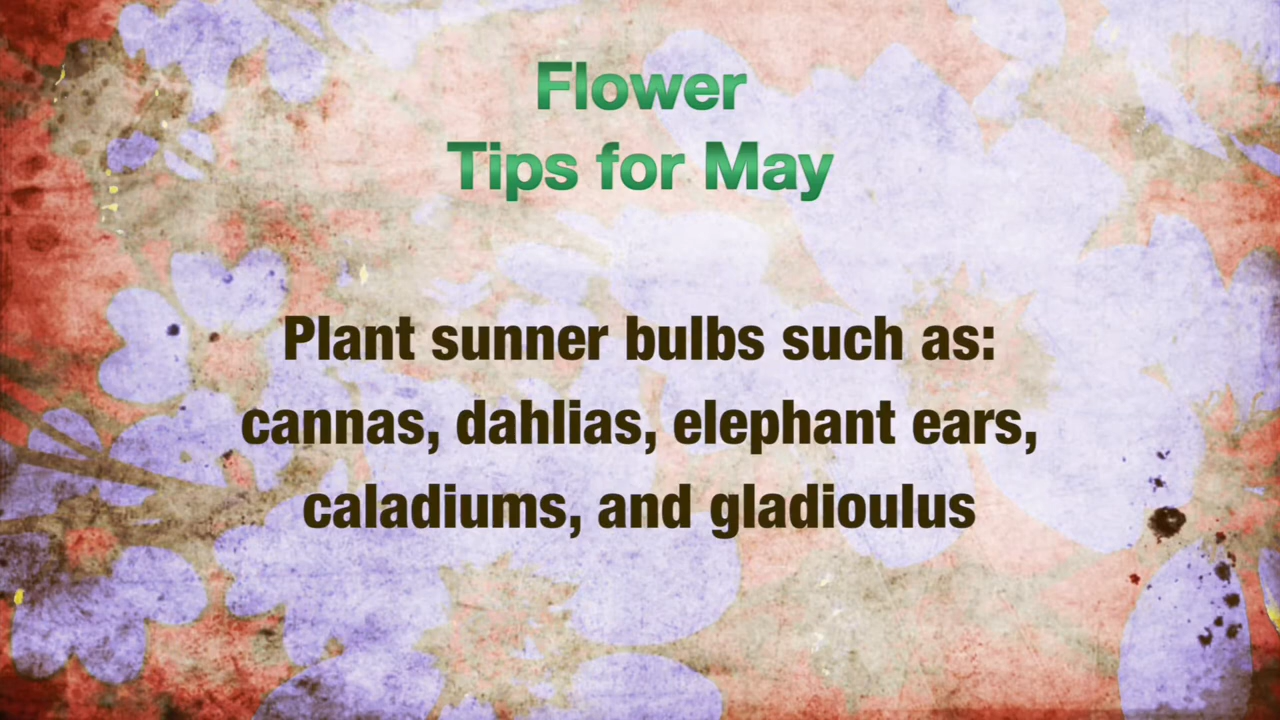 Flower
Tips for May
Plant sunner bulbs such as:
cannas, dahlias, elephant ears,
caladiums, and gladioulus